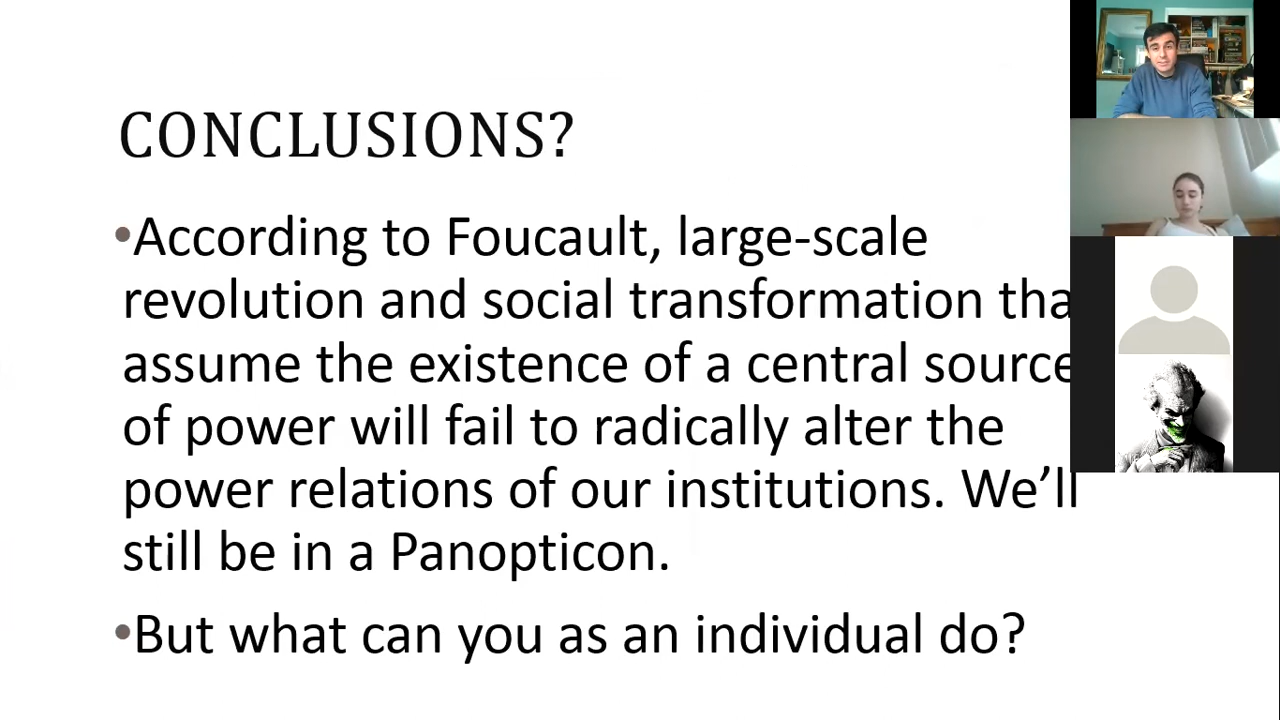 CONCLUSIONS?
•According to Foucault, large-scale
revolution and social transformation tha
assume the existence of a central source
of power will fail to radically alter the
power relations of our institutions. We’ll
still be in a Panopticon.
•But what can you as an individual do?